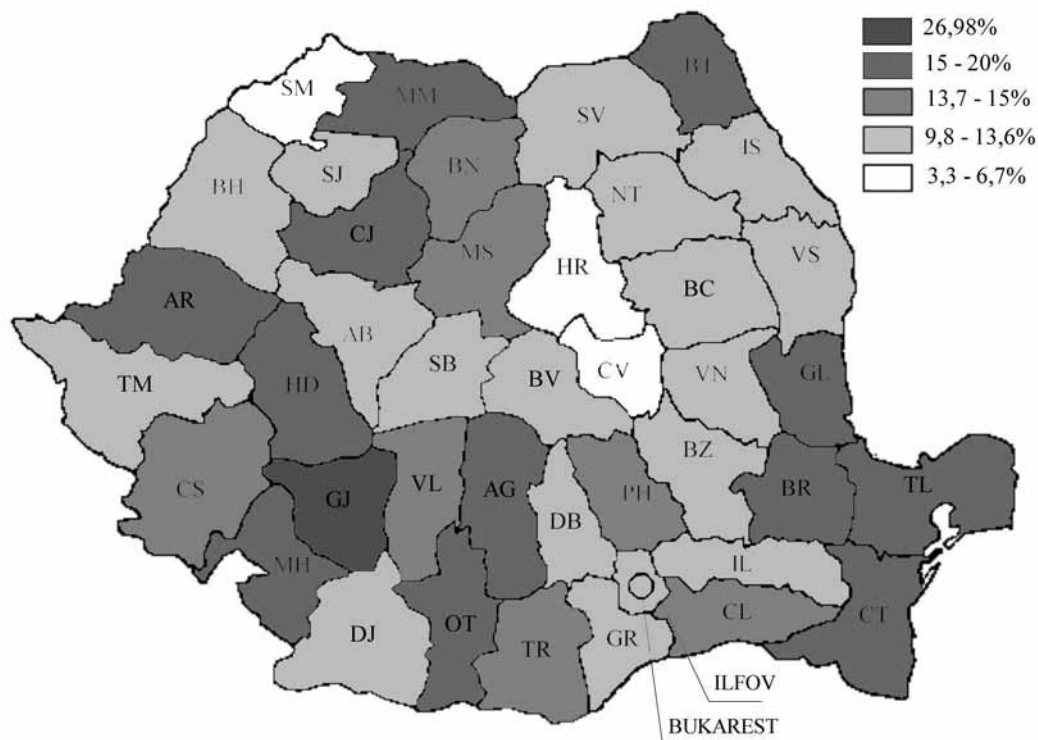 26,98%
15 - 20%
13,7 - 15%
9,8 - 13,6%
3,3 - 6,7%
SM
MM
BT
SV
IS
BH
SJ
BN
NT
CJ
MS
VS
HR
BC
AR
AB
SB
BV
CV
VN
GL
TM
HD
CS
GJ
VL
AG
DB
PH
BZ
BR
TL
MH
IL
DJ
OT
TR
GR
CL
CT
ILFOV
BUKAREST